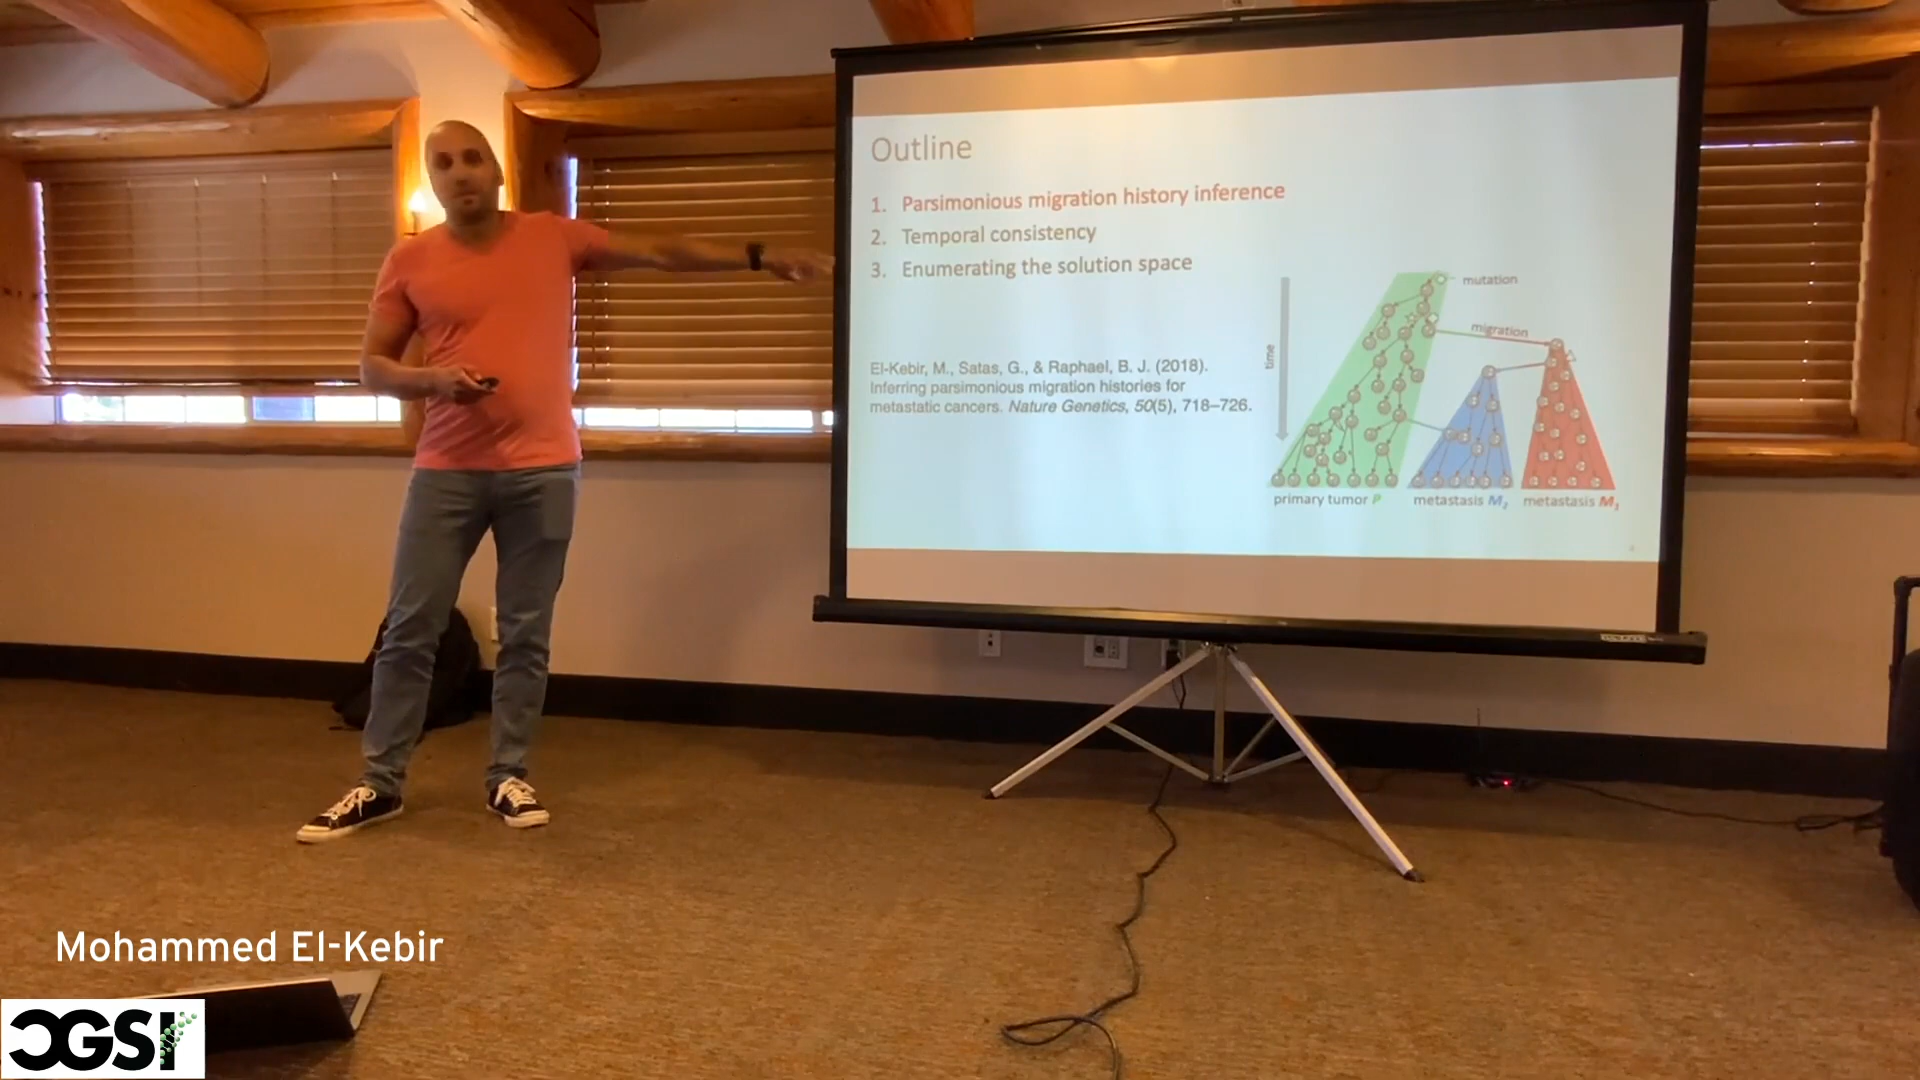 Outline
1. Parsimonious migration history inference
2. Temporal consistency
3. Enumerating the solution space
mutation
migration
time
El-Kebir, M., Satas, G., & Raphael, B. J. (2018).
Inferring parsimonious migration histories for
metastatic cancers. Nature Genetics, 50(5), 718–726.
primary tumor P
metastasis M2
metastasis M1
Mohammed El-Kebir
CGSI